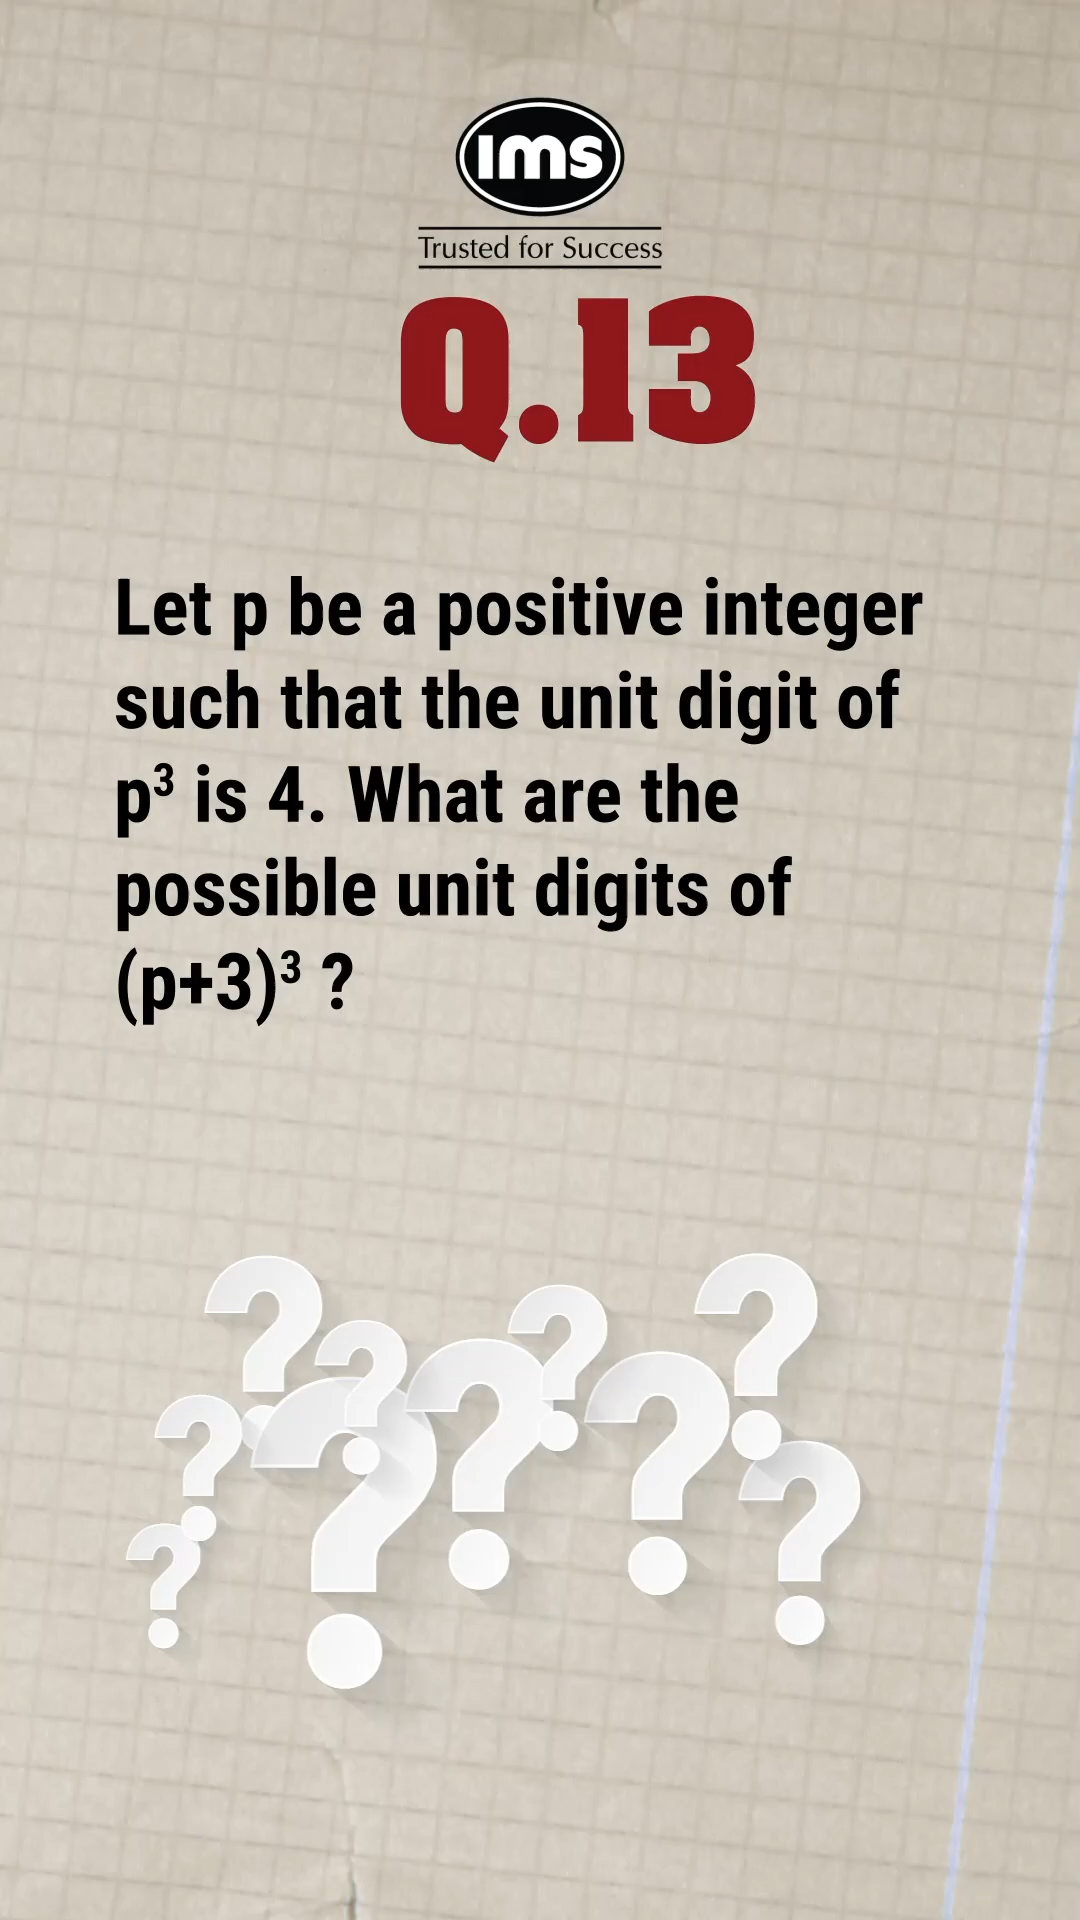 ims
Trusted for Success
Q.13
Let p be a positive integer
such that the unit digit of
p³ is 4. What are the
possible unit digits of
(p+3)³ ?